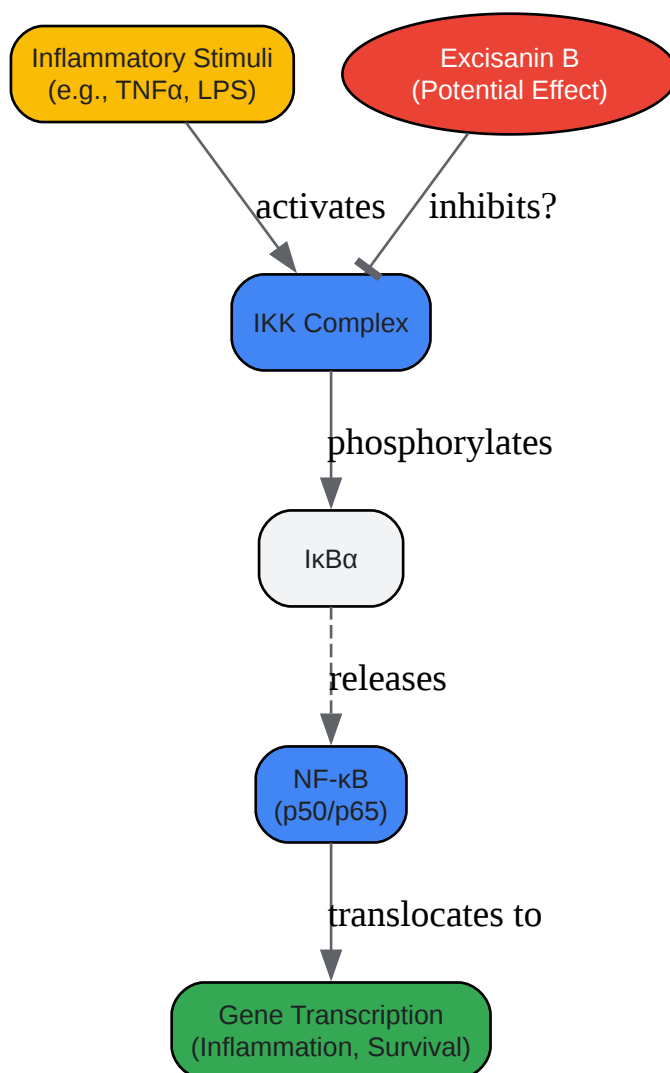 Inflammatory Stimuli
(e.g., TNFα, LPS)
Excisanin B
(Potential Effect)
activates
inhibits?
IKK Complex
phosphorylates
IκBα
releases
NF-κB
(p50/p65)
translocates to
Gene Transcription
(Inflammation, Survival)